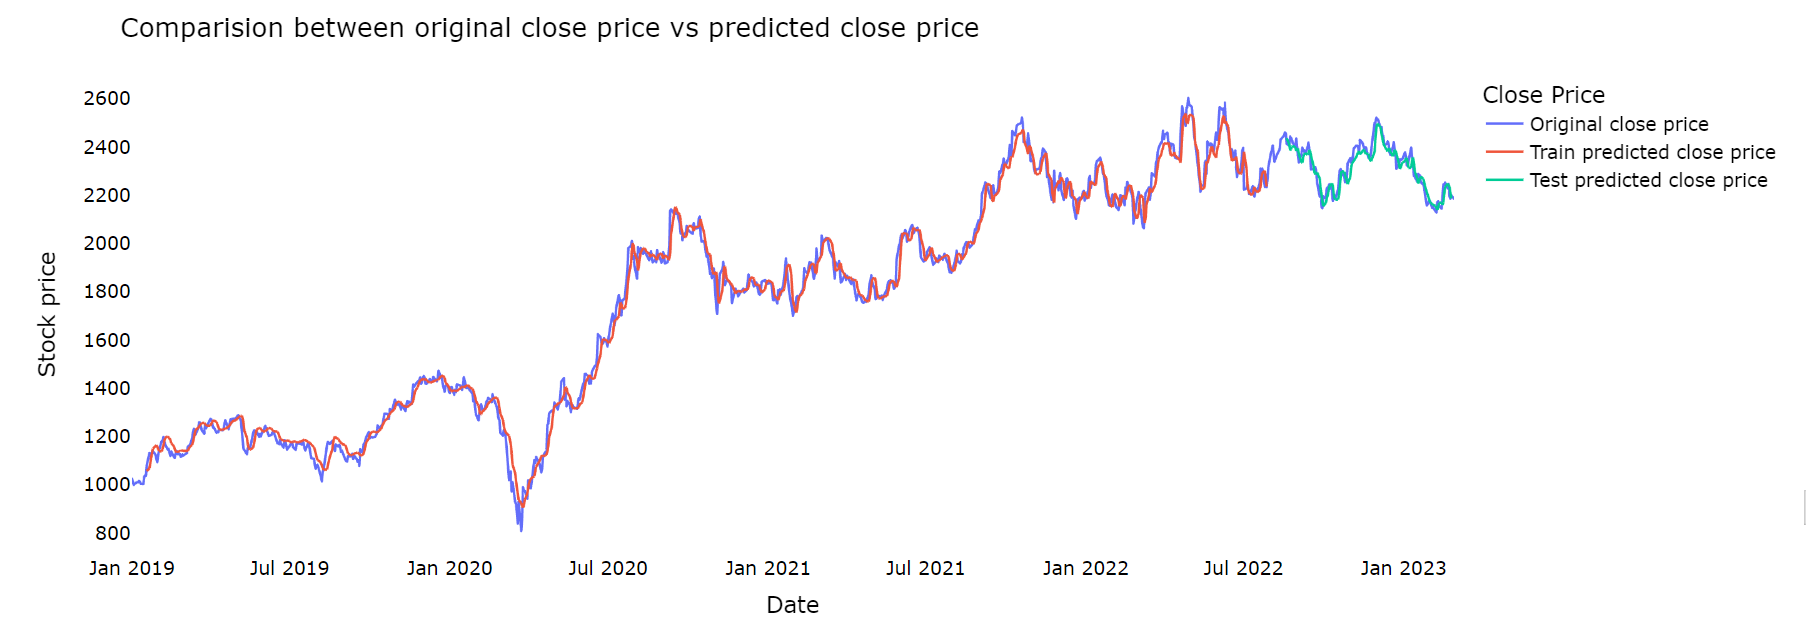 Comparision between original close price vs predicted close price
Close Price
Original close price
Train predicted close price
Test predicted close price
Stock price
2600
2400
2200
2000
1800
1600
1400
1200
1000
800
Jan 2019 Jul 2019 Jan 2020 Jul 2020 Jan 2021 Jul 2021 Jan 2022 Jul 2022 Jan 2023
Date